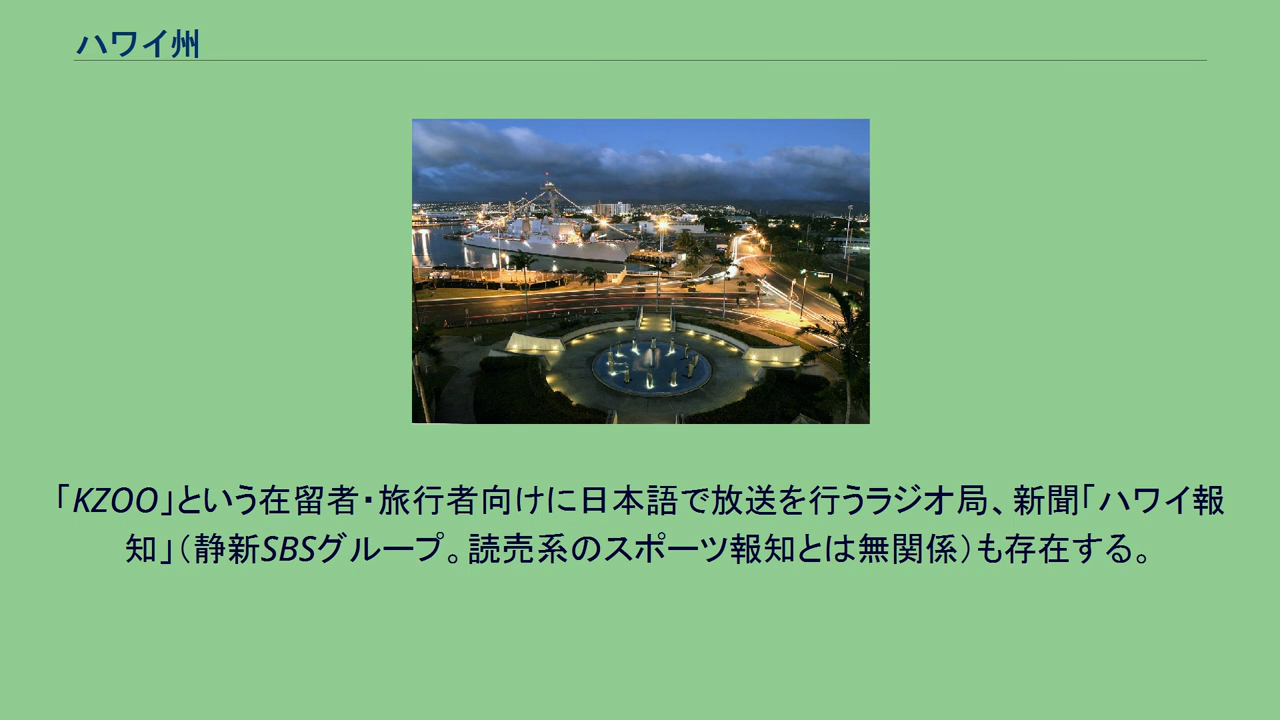 ハワイ州
「KZOO」という在留者・旅行者向けに日本語で放送を行うラジオ局、新聞「ハワイ報
知」（静新SBSグループ。読売系のスポーツ報知とは無関係）も存在する。